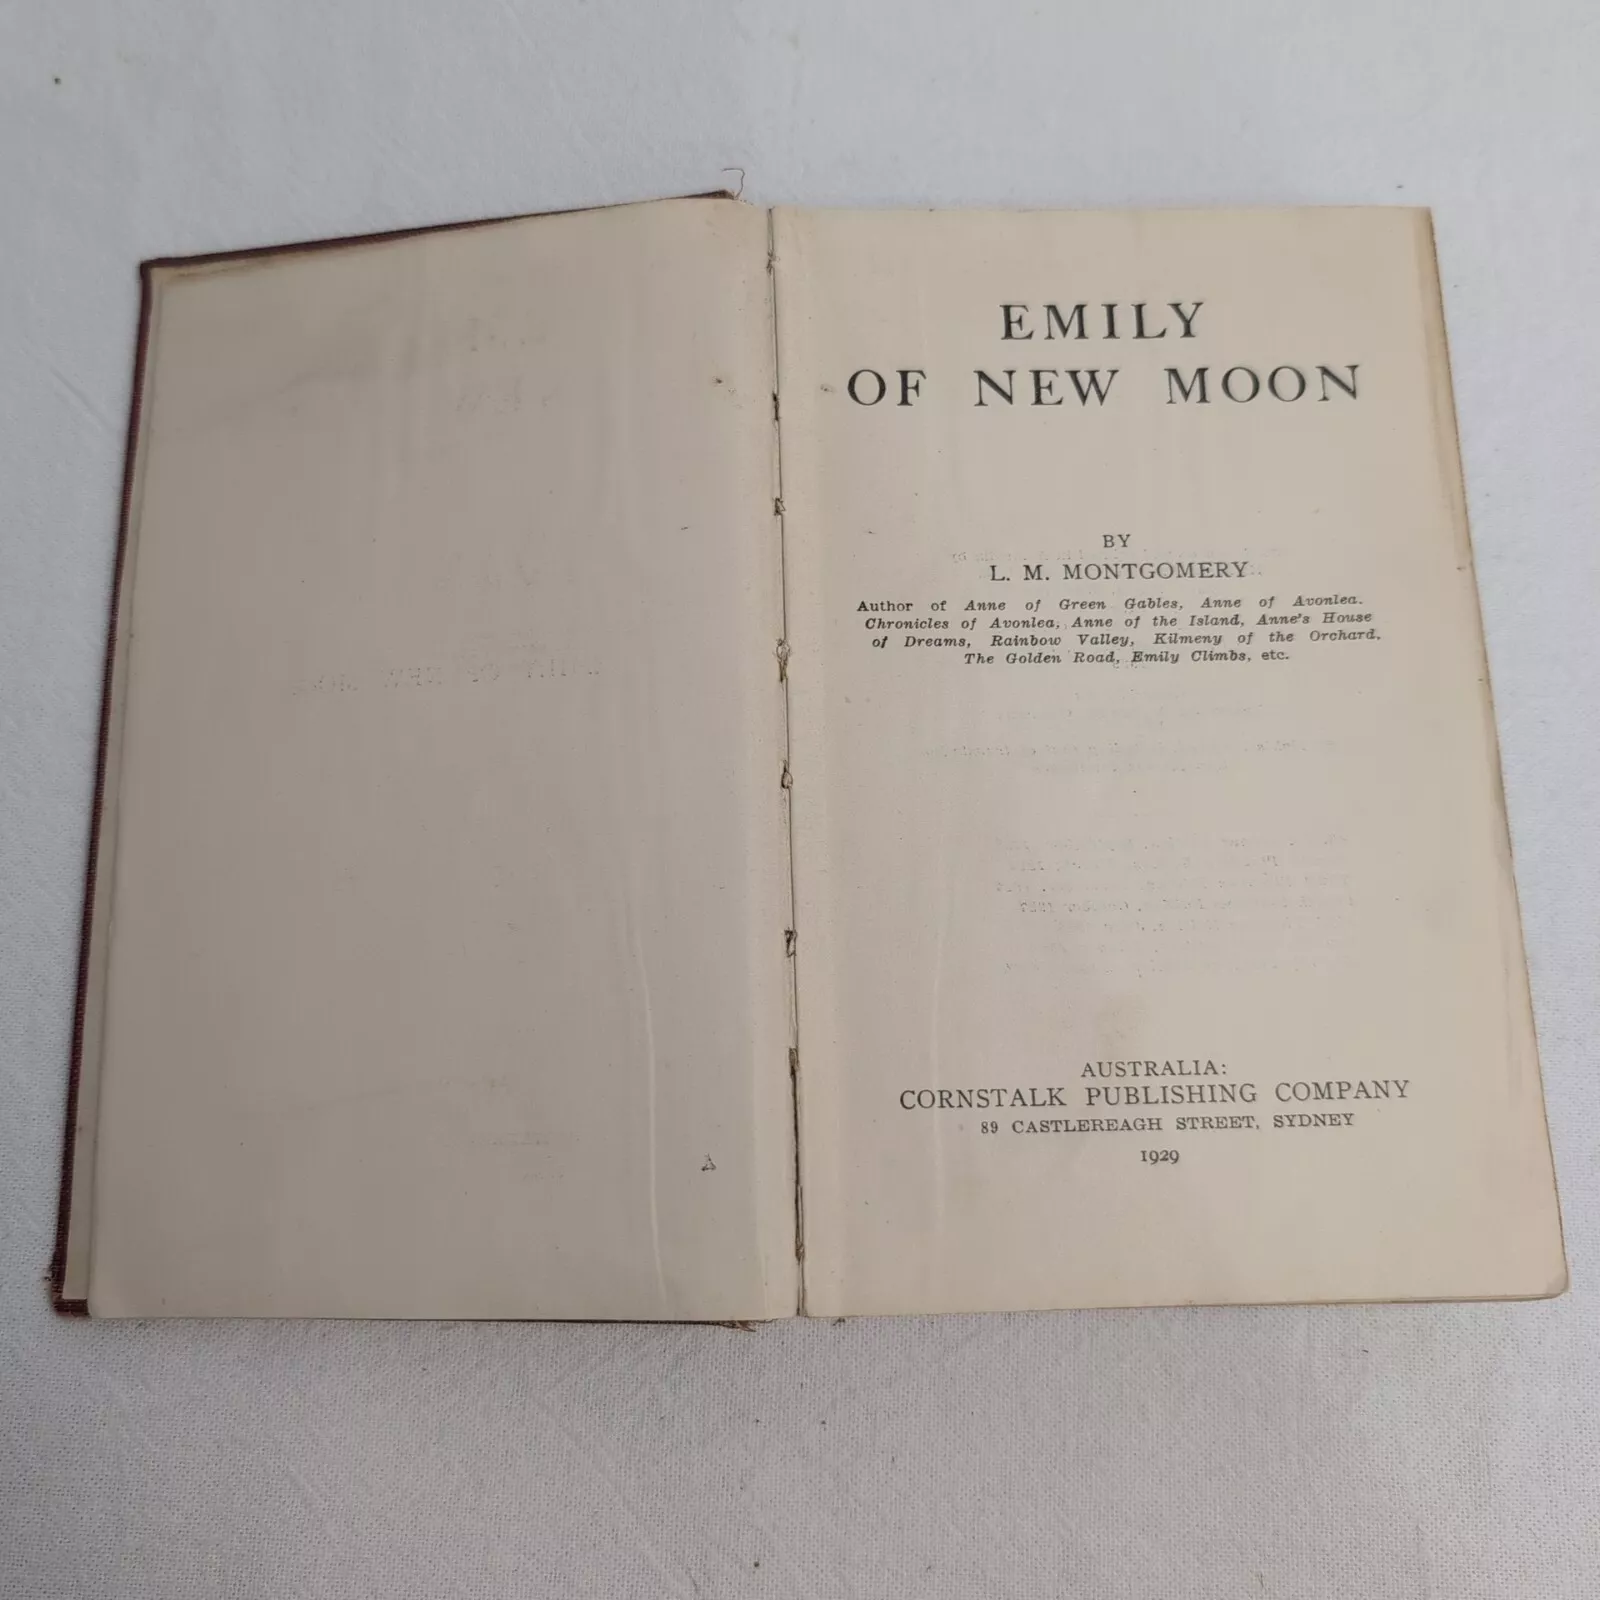 EMILY
OF NEW MOON
BY
L. M. MONTGOMERY
Author of Anne of Green Gables, Anne of Avonlea.
Chronicles of Avonlea, Anne of the Island, Anne's House
of Dreams, Rainbow Valley, Kilmeny of the Orchard.
The Golden Road, Emily Climbs, etc.
AUSTRALIA:
CORNSTALK PUBLISHING COMPANY
89 CASTLEREAGH STREET, SYDNEY
1929